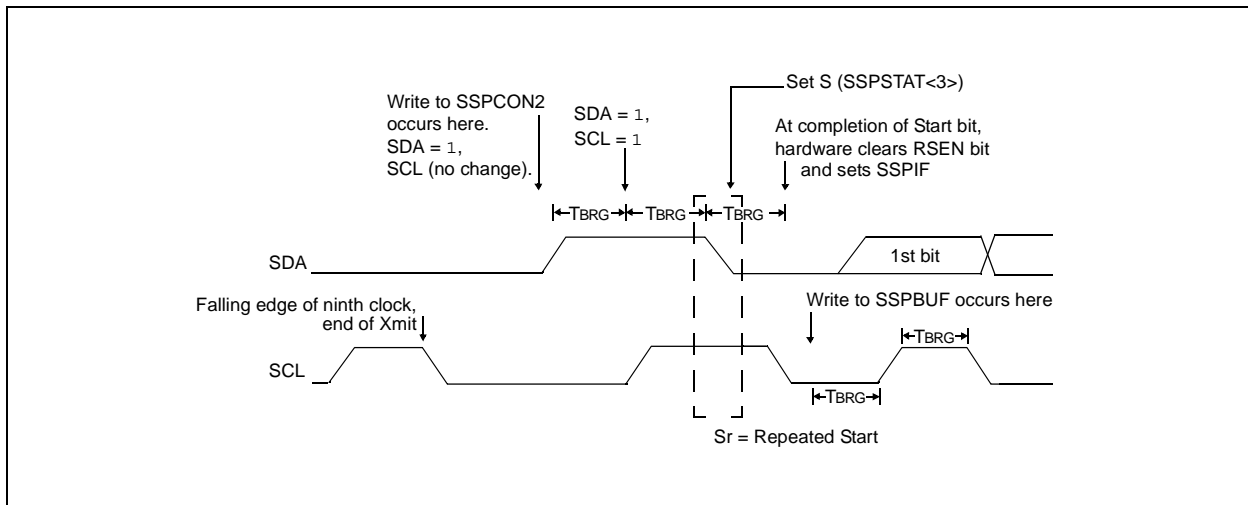 Set S (SSPSTAT<3>)
Write to SSPCON2
occurs here.
SDA = 1,
SCL (no change).
SDA = 1,
SCL = 1
At completion of Start bit,
hardware clears RSEN bit
and sets SSPIF
TBRG TBRG TBRG
SDA
1st bit
Falling edge of ninth clock,
end of Xmit
Write to SSPBUF occurs here
TBRG
SCL
TBRG
Sr = Repeated Start